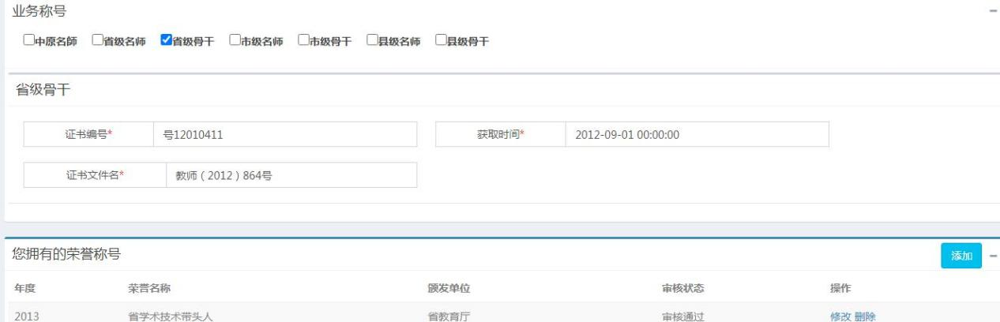 业务称号
中原名師 省级名师 省级骨干 市级名师 市级骨干 县级名师 县级骨干
省级骨干
证书编号* 号12010411 获取时间* 2012-09-01 00:00:00
证书文件名* 教师（2012）864号
您拥有的荣誉称号 添加
年度 荣誉名称 颁发单位 审核状态 操作
2013 省学术技术带头人 省教育厅 审核通过 修改 删除